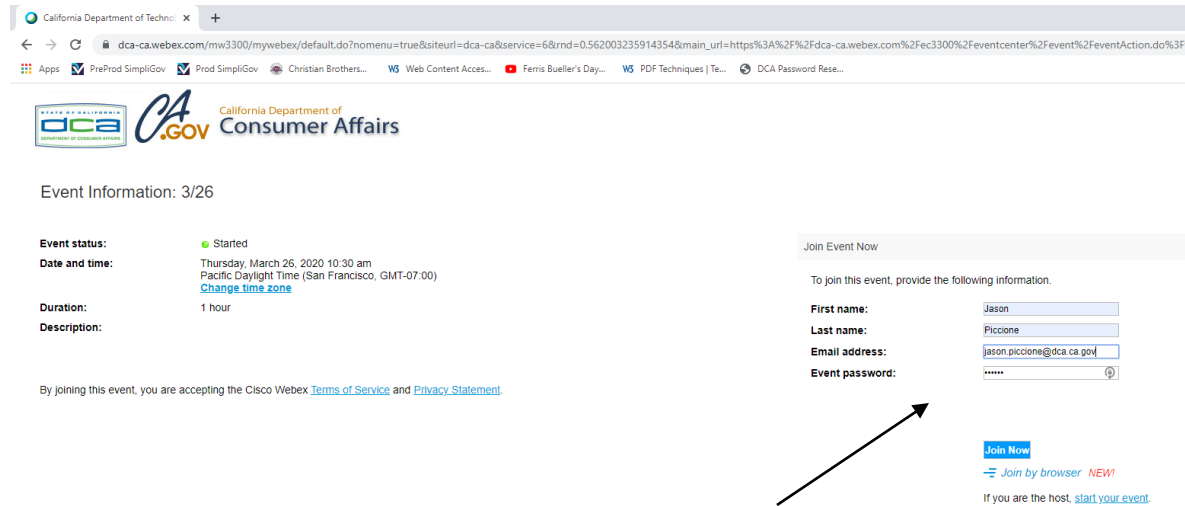 California Department of Technol
dca-ca.webex.com/mw3300/mywebex/default.do?nomenu=true&siteurl=dca-ca&service=6&rnd=0.5620032359143548&main_url=https%3A%2F%2Fdca-ca.webex.com%2Fec3300%2Feventcenter%2Fevent%2FeventAction.do%3F
Apps PreProd SimpliGov Prod SimpliGov Christian Brothers... Web Content Acces... Ferris Bueller's Day... PDF Techniques | Te... DCA Password Rese...
STATE OF CALIFORNIA
dca
DEPARTMENT OF CONSUMER AFFAIRS
CA.GOV
California Department of
Consumer Affairs
Event Information: 3/26
Event status: Started
Date and time: Thursday, March 26, 2020 10:30 am
Pacific Daylight Time (San Francisco, GMT-07:00)
Change time zone
Duration: 1 hour
Description:
By joining this event, you are accepting the Cisco Webex Terms of Service and Privacy Statement.
Join Event Now
To join this event, provide the following information.
First name: Jason
Last name: Piccione
Email address: jason.piccione@dca.ca.gov
Event password: ••••••
Join Now
Join by browser NEW!
If you are the host, start your event.